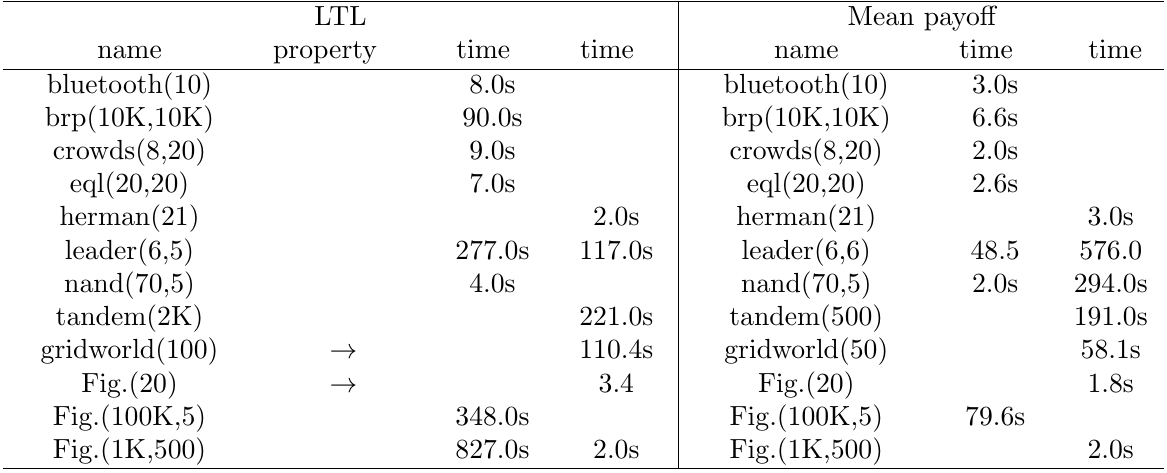 LTL Mean payoff
name property time time name time time
bluetooth(10) 8.0s bluetooth(10) 3.0s
brp(10K,10K) 90.0s brp(10K,10K) 6.6s
crowds(8,20) 9.0s crowds(8,20) 2.0s
eql(20,20) 7.0s eql(20,20) 2.6s
herman(21) 2.0s herman(21) 3.0s
leader(6,5) 277.0s 117.0s leader(6,6) 48.5 576.0
nand(70,5) 4.0s nand(70,5) 2.0s 294.0s
tandem(2K) 221.0s tandem(500) 191.0s
gridworld(100) → 110.4s gridworld(50) 58.1s
Fig.(20) → 3.4 Fig.(20) 1.8s
Fig.(100K,5) 348.0s Fig.(100K,5) 79.6s
Fig.(1K,500) 827.0s 2.0s Fig.(1K,500) 2.0s